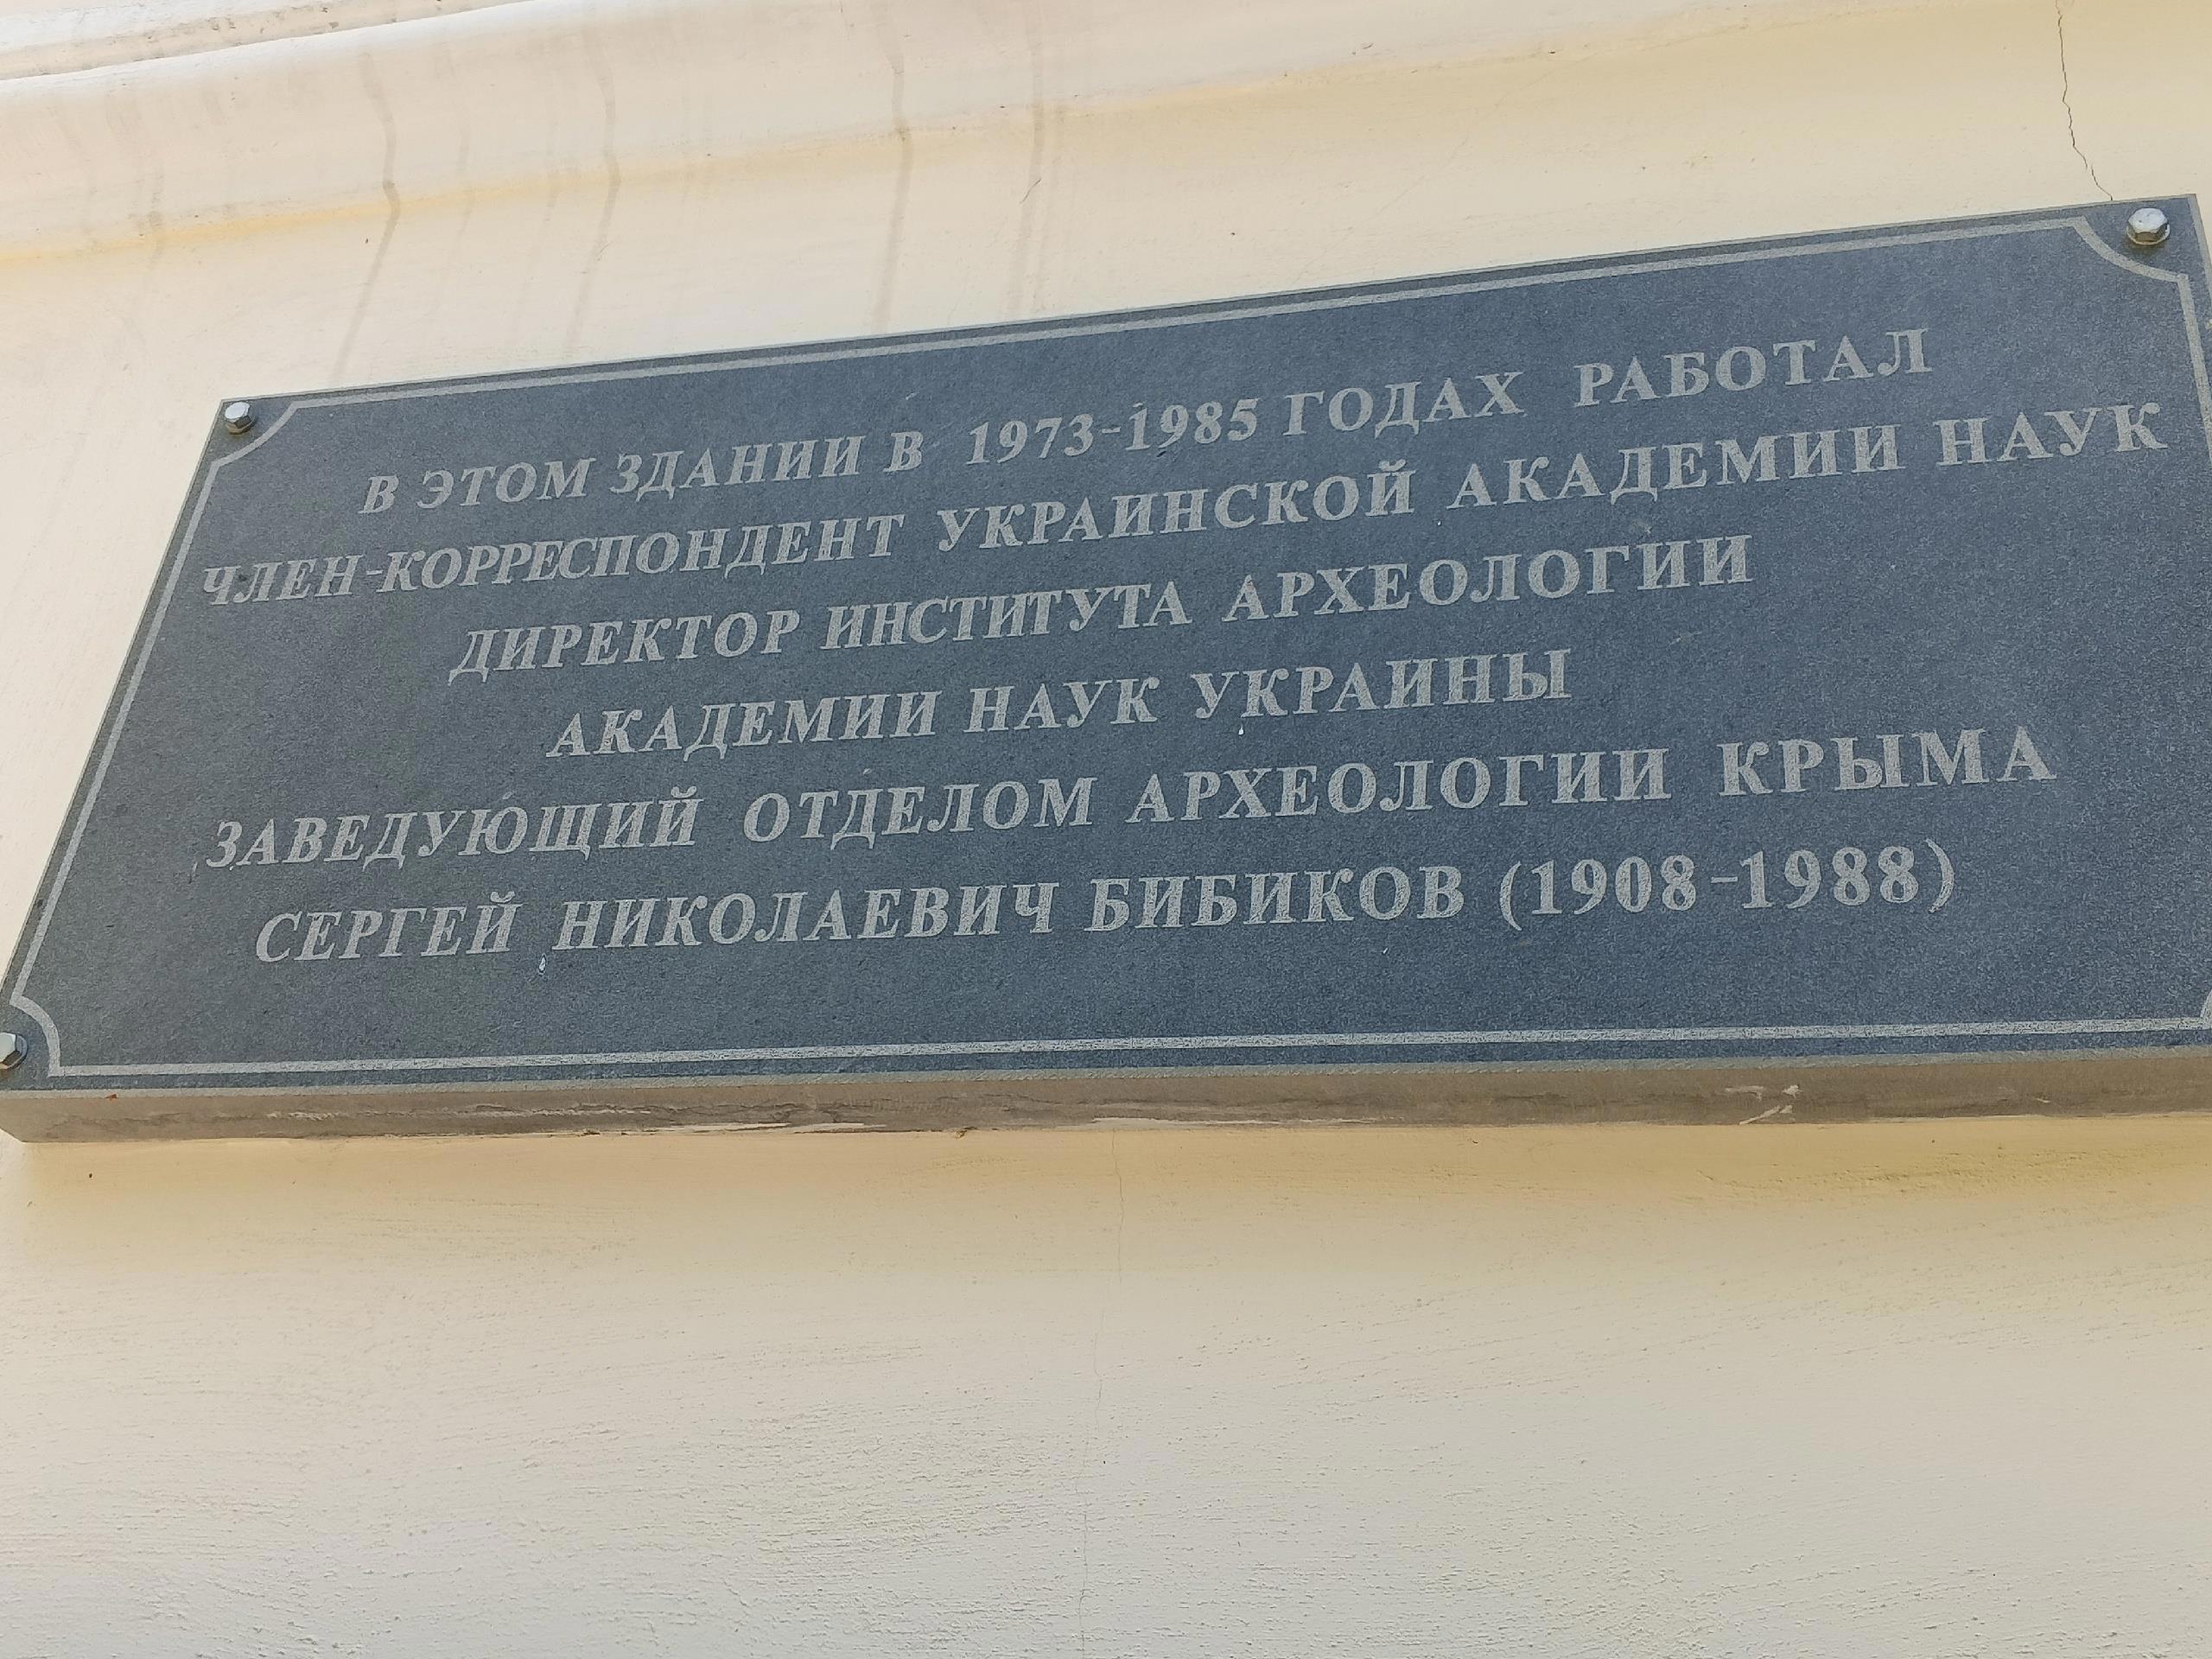 В ЭТОМ ЗДАНИИ В 1973-1985 ГОДАХ РАБОТАЛ
ЧЛЕН-КОРРЕСПОНДЕНТ УКРАИНСКОЙ АКАДЕМИИ НАУК
ДИРЕКТОР ИНСТИТУТА АРХЕОЛОГИИ
АКАДЕМИИ НАУК УКРАИНЫ
ЗАВЕДУЮЩИЙ ОТДЕЛОМ АРХЕОЛОГИИ КРЫМА
СЕРГЕЙ НИКОЛАЕВИЧ БИБИКОВ (1908-1988)